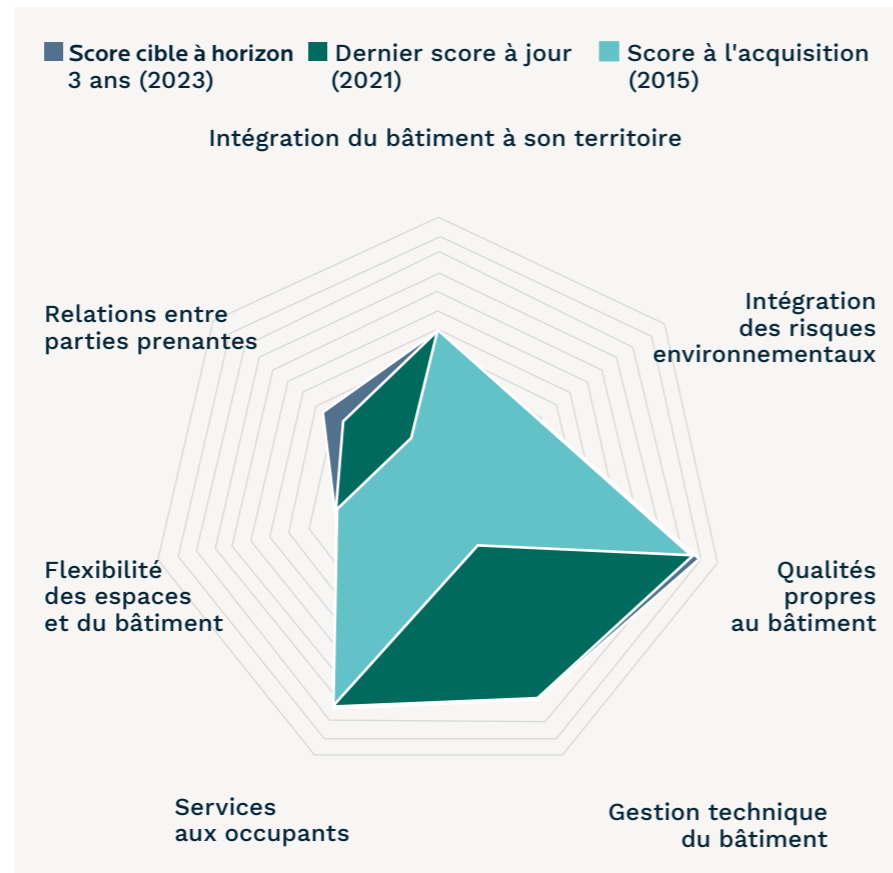 Score cible à horizon
3 ans (2023)
Dernier score à jour
(2021)
Score à l'acquisition
(2015)
Intégration du bâtiment à son territoire
Relations entre
parties prenantes
Intégration
des risques
environnementaux
Flexibilité
des espaces
et du bâtiment
Qualités
propres
au bâtiment
Services
aux occupants
Gestion technique
du bâtiment